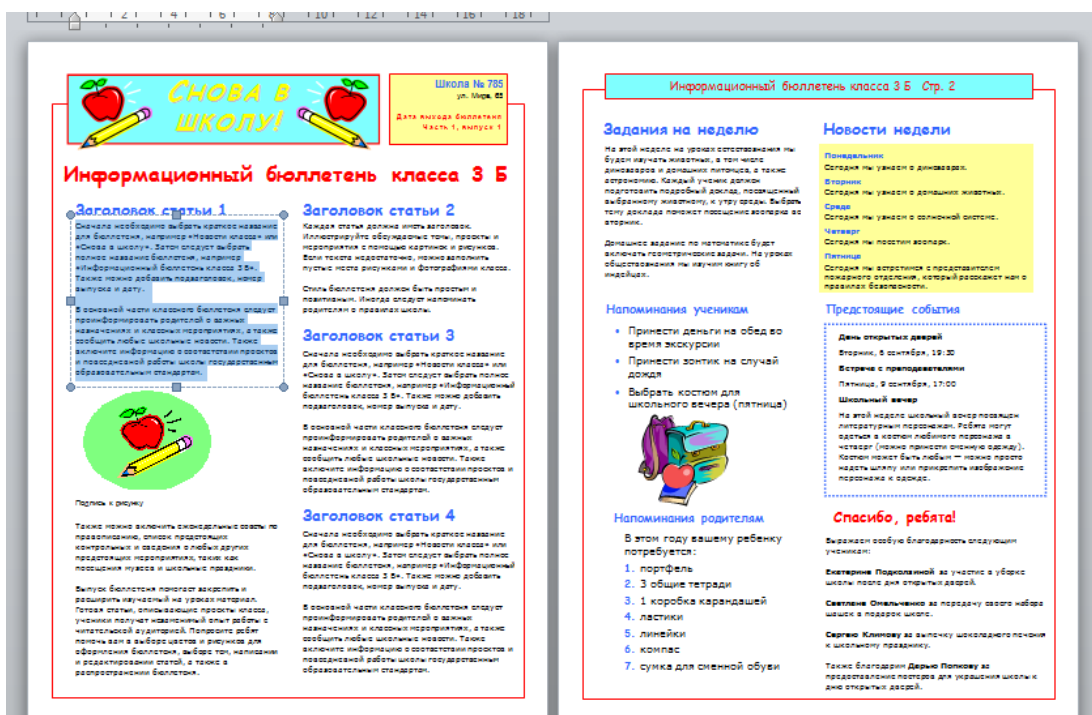 Снова в
школу!
Школа № 785
ул. Мира, 65
Дата выхода бюллетеня
Часть 1, выпуск 1
Информационный бюллетень класса 3 Б
Заголовок статьи 1
Сначала необходимо выбрать краткое название
для бюллетеня, например «Новости класса» или
«Снова в школу». Затем следует выбрать
полное название бюллетеня, например
«Информационный бюллетень класса 3 Б».
Также можно добавить подзаголовок, номер
выпуска и дату.
В основной части классного бюллетеня следует
проинформировать родителей о важных
назначениях и классных мероприятиях, а также
сообщить любые школьные новости. Также
включите информацию о соответствии проектов
и повседневной работы школы государственным
образовательным стандартам.
Подпись к рисунку
Также можно включить еженедельные советы по
правописанию, список предстоящих
контрольных и сведения о любых других
предстоящих мероприятиях, таких как
посещения музеев и школьные праздники.
Выпуск бюллетеня помогает закрепить и
расширить изучаемый на уроках материал.
Готовя статьи, описывающие проекты класса,
ученики получат незаменимый опыт работы с
читательской аудиторией. Попросите ребят
помочь вам в выборе цветов и рисунков для
оформления бюллетеня, выборе тем, написании
и редактировании статей, а также в
распространении бюллетеня.
Заголовок статьи 2
Каждая статья должна иметь заголовок.
Иллюстрируйте обсуждаемые темы, проекты и
мероприятия с помощью картинок и рисунков.
Если текста недостаточно, можно заполнить
пустые места рисунками и фотографиями класса.
Стиль бюллетеня должен быть простым и
позитивным. Иногда следует напоминать
родителям о правилах школы.
Заголовок статьи 3
Сначала необходимо выбрать краткое название
для бюллетеня, например «Новости класса» или
«Снова в школу». Затем следует выбрать полное
название бюллетеня, например «Информационный
бюллетень класса 3 Б». Также можно добавить
подзаголовок, номер выпуска и дату.
В основной части классного бюллетеня следует
проинформировать родителей о важных
назначениях и классных мероприятиях, а также
сообщить любые школьные новости. Также
включите информацию о соответствии проектов и
повседневной работы школы государственным
образовательным стандартам.
Заголовок статьи 4
Сначала необходимо выбрать краткое название
для бюллетеня, например «Новости класса» или
«Снова в школу». Затем следует выбрать полное
название бюллетеня, например «Информационный
бюллетень класса 3 Б». Также можно добавить
подзаголовок, номер выпуска и дату.
В основной части классного бюллетеня следует
проинформировать родителей о важных
назначениях и классных мероприятиях, а также
сообщить любые школьные новости. Также
включите информацию о соответствии проектов и
повседневной работы школы государственным
образовательным стандартам.
Информационный бюллетень класса 3 Б Стр. 2
Задания на неделю
На этой неделе на уроках естествознания мы
будем изучать животных, в том числе
динозавров и домашних питомцев, а также
астрономию. Каждый ученик должен
подготовить подробный доклад, посвященный
выбранному животному, к утру среды. Выбрать
тему доклада поможет посещение зоопарка во
вторник.
Домашнее задание по математике будет
включать геометрические задачи. На уроках
обществознания мы изучим книгу об
индейцах.
Напоминания ученикам
• Принести деньги на обед во
время экскурсии
• Принести зонтик на случай
дождя
• Выбрать костюм для
школьного вечера (пятница)
Напоминания родителям
В этом году вашему ребенку
потребуется:
1. портфель
2. 3 общие тетради
3. 1 коробка карандашей
4. ластики
5. линейки
6. компас
7. сумка для сменной обуви
Новости недели
Понедельник
Сегодня мы узнаем о динозаврах.
Вторник
Сегодня мы узнаем о домашних животных.
Среда
Сегодня мы узнаем о солнечной системе.
Четверг
Сегодня мы посетим зоопарк.
Пятница
Сегодня мы встретимся с представителем
пожарного отделения, который расскажет нам о
правилах безопасности.
Предстоящие события
День открытых дверей
Вторник, 6 сентября, 19:30
Встреча с преподавателями
Пятница, 9 сентября, 17:00
Школьный вечер
На этой неделе школьный вечер посвящен
литературным персонажам. Ребята могут
одеться в костюм любимого персонажа в
четверг (можно принести сменную одежду).
Костюм может быть любым — можно просто
надеть шляпу или прикрепить изображение
персонажа к одежде.
Спасибо, ребята!
Выражаем особую благодарность следующим
ученикам:
Екатерине Подколзиной за участие в уборке
школы после дня открытых дверей.
Светлане Омельченко за передачу своего набора
шашек в подарок школе.
Сергею Климову за выпечку шоколадного печения
к школьному празднику.
Также благодарим Дарью Попкову за
предоставление постеров для украшения школы к
дню открытых дверей.